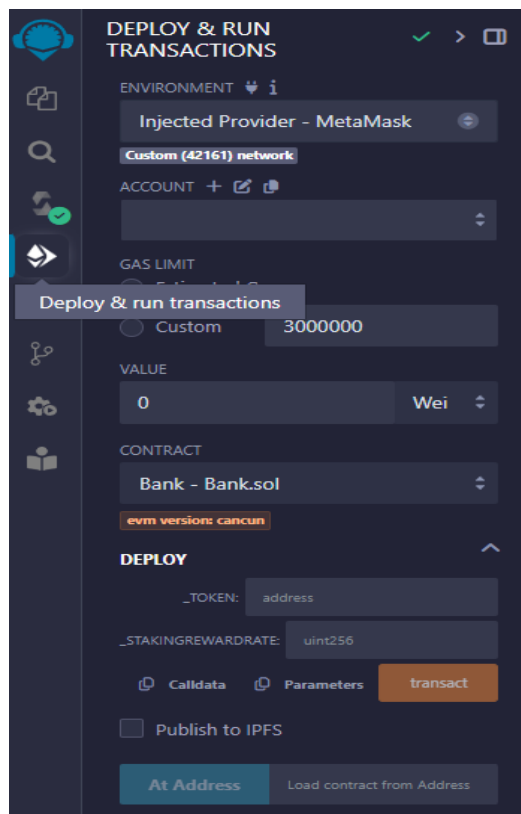 DEPLOY & RUN
TRANSACTIONS
ENVIRONMENT
Injected Provider - MetaMask
Custom (42161) network
ACCOUNT
GAS LIMIT
Deploy & run transactions
Custom 3000000
VALUE
0 Wei
CONTRACT
Bank - Bank.sol
evm version: cancun
DEPLOY
_TOKEN: address
_STAKINGREWARDRATE: uint256
Calldata Parameters transact
Publish to IPFS
At Address Load contract from Address